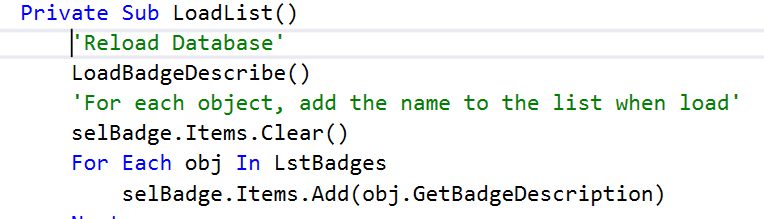 Private Sub LoadList()
'Reload Database'
LoadBadgeDescribe()
'For each object, add the name to the list when load'
selBadge.Items.Clear()
For Each obj In LstBadges
selBadge.Items.Add(obj.GetBadgeDescription)